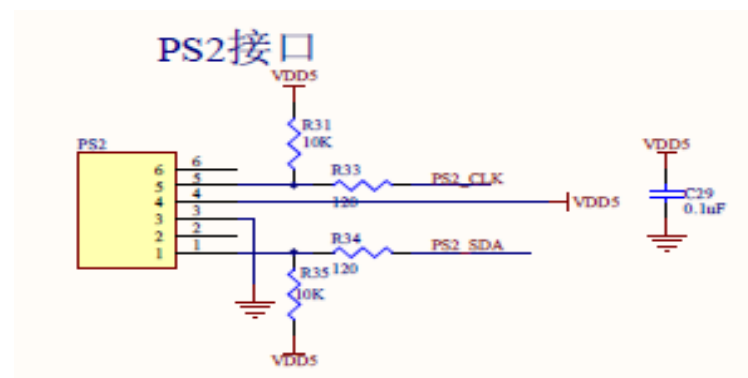 PS2接口
VDD5
R31
10K
PS2
6 6
5 5
4 4
3 3
2 2
1 1
R33
120
PS2_CLK
VDD5
R34
120
PS2_SDA
R35
10K
VDD5
VDD5
C29
0.1uF